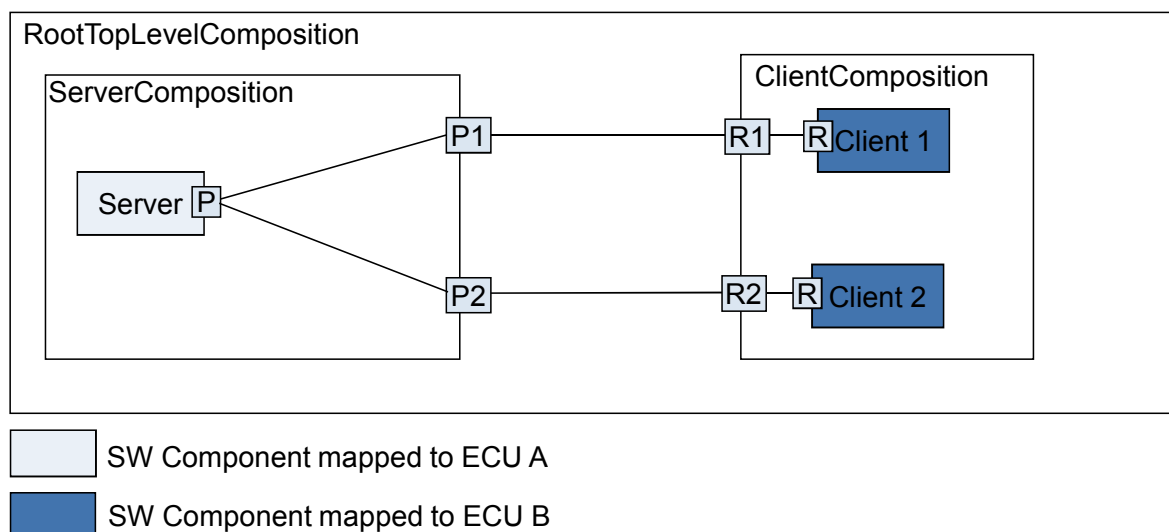 RootTopLevelComposition
ServerComposition
ClientComposition
P1
R1
R
Client 1
Server
P
P2
R2
R
Client 2
SW Component mapped to ECU A
SW Component mapped to ECU B